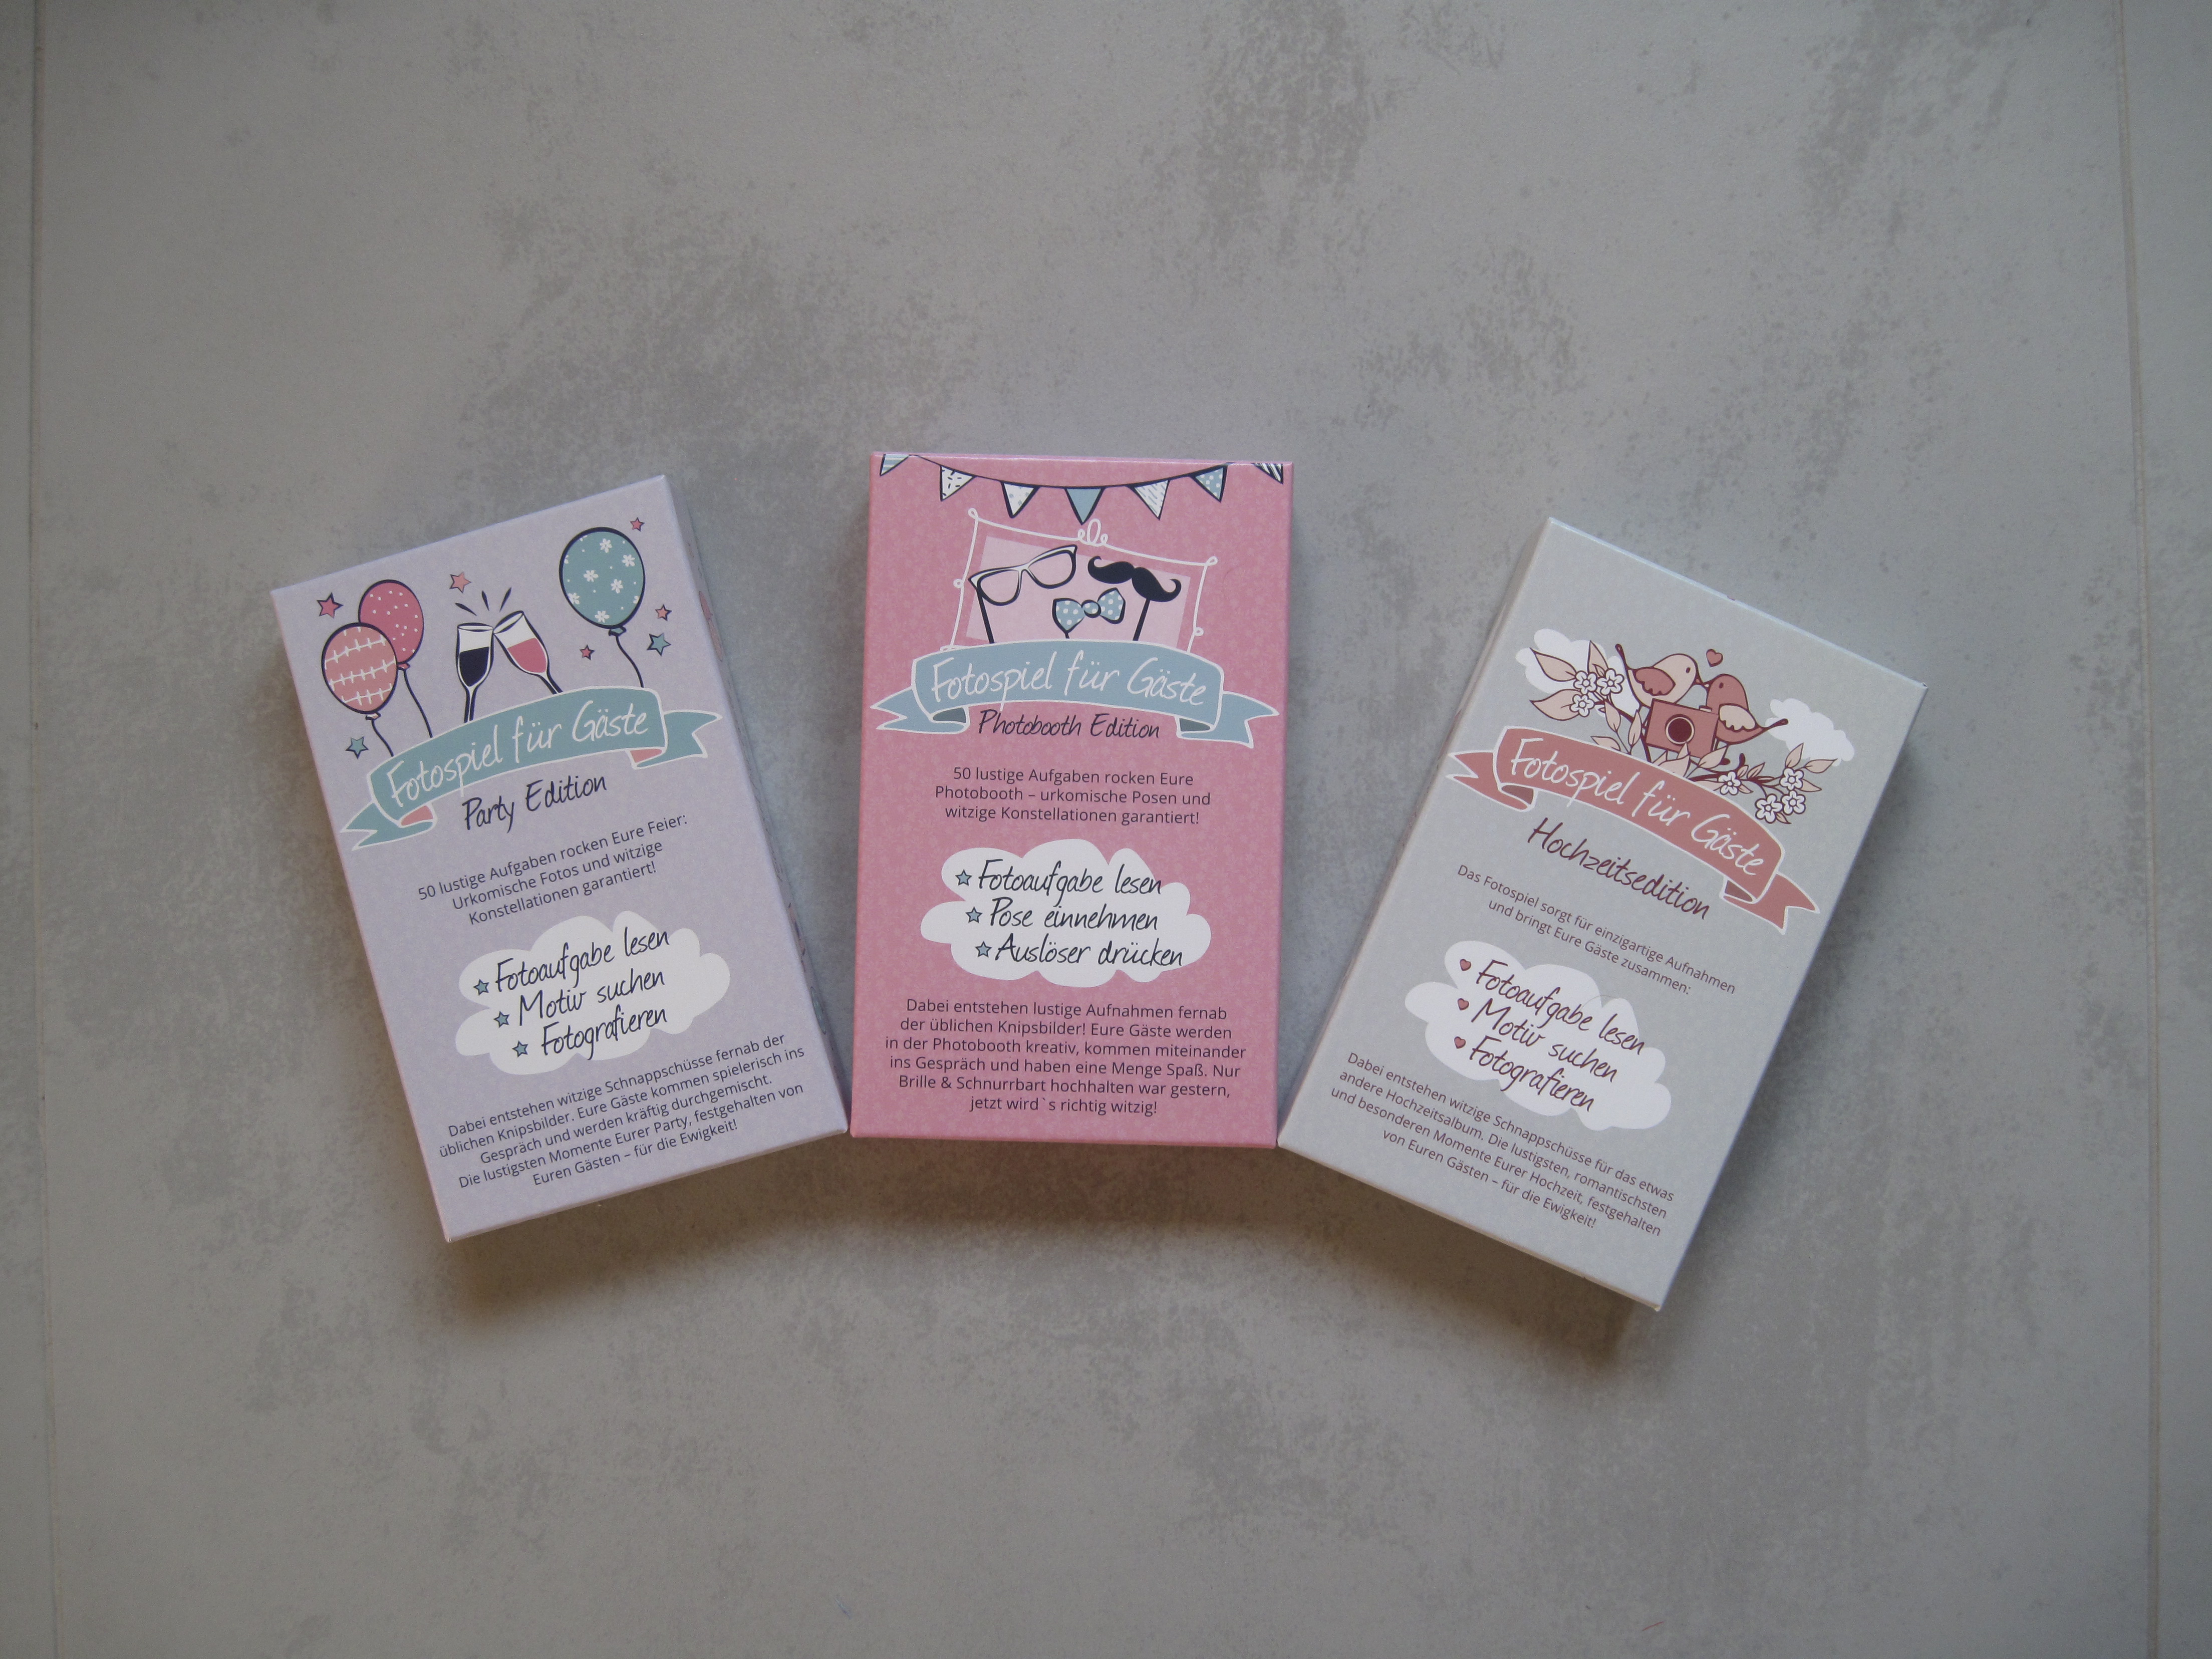 Fotospiel für Gäste
Party Edition
50 lustige Aufgaben rocken Eure Feier:
Urkomische Fotos und witzige
Konstellationen garantiert!
Fotoaufgabe lesen
Motiv suchen
Fotografieren
Dabei entstehen witzige Schnappschüsse fernab der
üblichen Knipsbilder. Eure Gäste kommen spielerisch ins
Gespräch und werden kräftig durchgemischt.
Die lustigsten Momente Eurer Party, festgehalten von
Euren Gästen – für die Ewigkeit!
Fotospiel für Gäste
Photobooth Edition
50 lustige Aufgaben rocken Eure
Photobooth – urkomische Posen und
witzige Konstellationen garantiert!
Fotoaufgabe lesen
Pose einnehmen
Auslöser drücken
Dabei entstehen lustige Aufnahmen fernab
der üblichen Knipsbilder! Eure Gäste werden
in der Photobooth kreativ, kommen miteinander
ins Gespräch und haben eine Menge Spaß. Nur
Brille & Schnurrbart hochhalten war gestern,
jetzt wird`s richtig witzig!
Fotospiel für Gäste
Hochzeitsedition
Das Fotospiel sorgt für einzigartige Aufnahmen
und bringt Eure Gäste zusammen:
Fotoaufgabe lesen
Motiv suchen
Fotografieren
Dabei entstehen witzige Schnappschüsse für das etwas
andere Hochzeitsalbum. Die lustigsten, romantischsten
und besonderen Momente Eurer Hochzeit, festgehalten
von Euren Gästen – für die Ewigkeit!